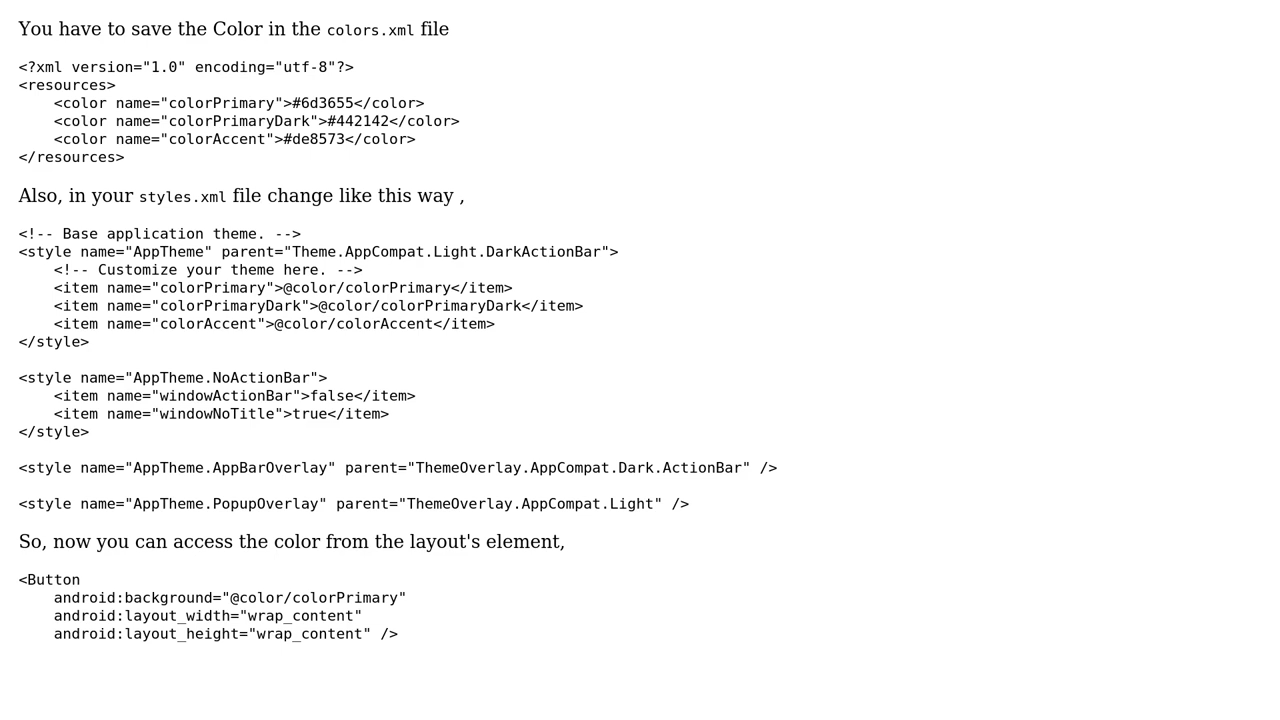 You have to save the Color in the colors.xml file
<?xml version="1.0" encoding="utf-8"?>
<resources>
    <color name="colorPrimary">#6d3655</color>
    <color name="colorPrimaryDark">#442142</color>
    <color name="colorAccent">#de8573</color>
</resources>
Also, in your styles.xml file change like this way ,
<!-- Base application theme. -->
<style name="AppTheme" parent="Theme.AppCompat.Light.DarkActionBar">
    <!-- Customize your theme here. -->
    <item name="colorPrimary">@color/colorPrimary</item>
    <item name="colorPrimaryDark">@color/colorPrimaryDark</item>
    <item name="colorAccent">@color/colorAccent</item>
</style>
<style name="AppTheme.NoActionBar">
    <item name="windowActionBar">false</item>
    <item name="windowNoTitle">true</item>
</style>
<style name="AppTheme.AppBarOverlay" parent="ThemeOverlay.AppCompat.Dark.ActionBar" />
<style name="AppTheme.PopupOverlay" parent="ThemeOverlay.AppCompat.Light" />
So, now you can access the color from the layout's element,
<Button
    android:background="@color/colorPrimary"
    android:layout_width="wrap_content"
    android:layout_height="wrap_content" />